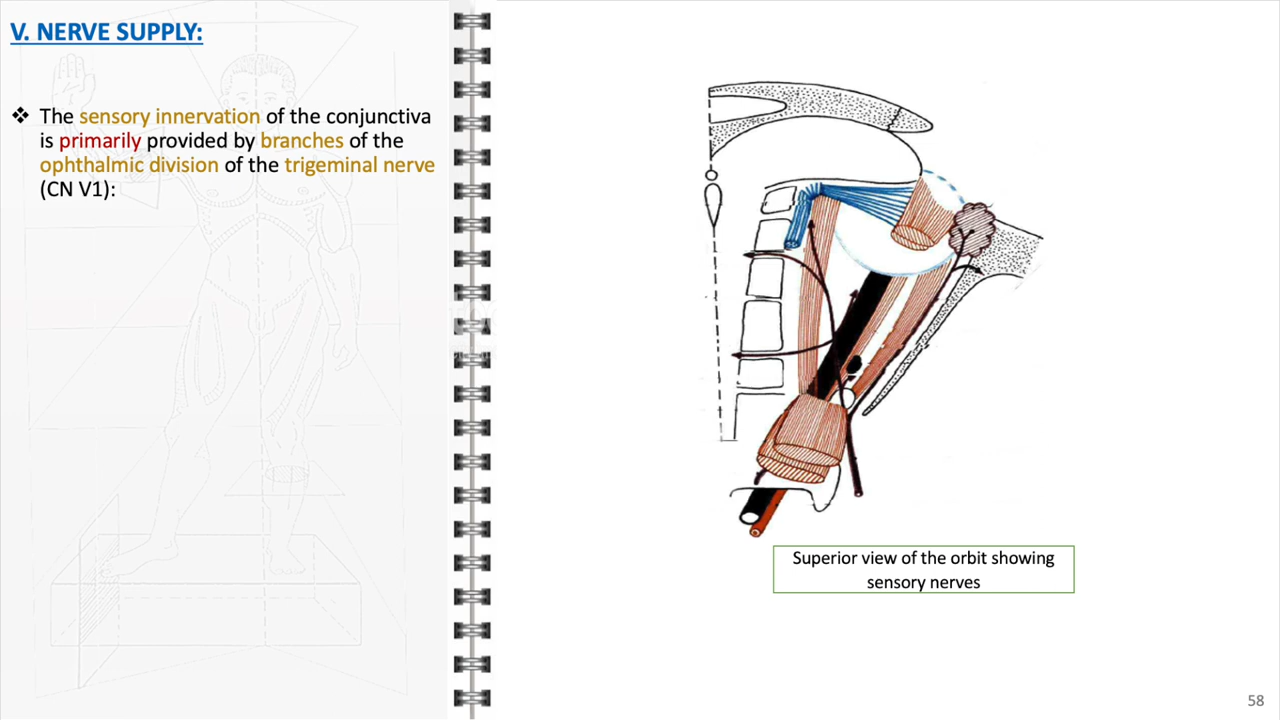 V. NERVE SUPPLY:
❖ The sensory innervation of the conjunctiva
is primarily provided by branches of the
ophthalmic division of the trigeminal nerve
(CN V1):
Superior view of the orbit showing
sensory nerves
58